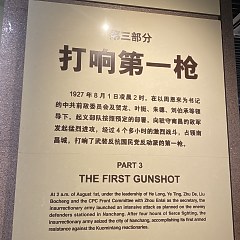 第三部分
打响第一枪
1927年8月1日凌晨2时，在以周恩来为书记
的中共前敌委员会及贺龙、叶挺、朱德、刘伯承等领
导下，起义部队按照预定的部署，向驻守南昌的敌军
发起猛烈进攻，经过4个多小时的激烈战斗，占领南
昌城，打响了武装反抗国民党反动派的第一枪。
PART 3
THE FIRST GUNSHOT
At 2 a.m. of August 1st, under the leadership of He Long, Ye Ting, Zhu De, Liu
Bocheng and the CPC Front Committee with Zhou Enlai as the secretary, the
insurrectionary army launched an intensive attack as planned on the enemy
defenders stationed in Nanchang. After four hours of fierce fighting, the
insurrectionary army seized the city of Nanchang, accomplishing its first armed
resistance against the Kuomintang reactionaries.